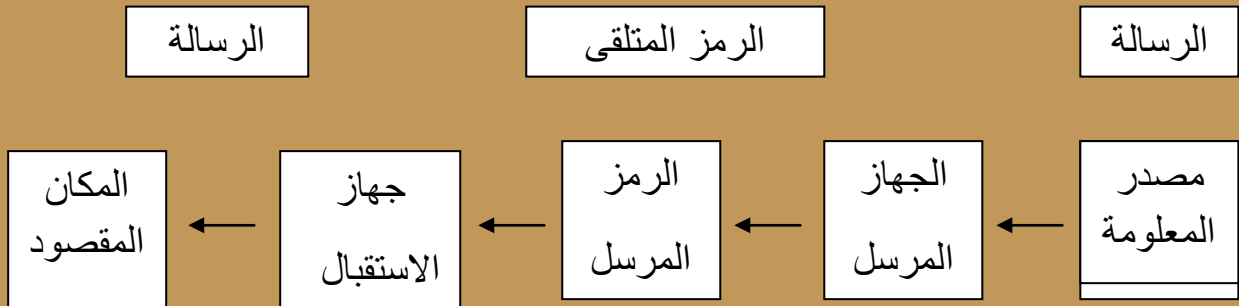 الرسالة
الرمز المتلقى
الرسالة
مصدر
المعلومة
الجهاز
المرسل
الرمز
المرسل
جهاز
الاستقبال
المكان
المقصود